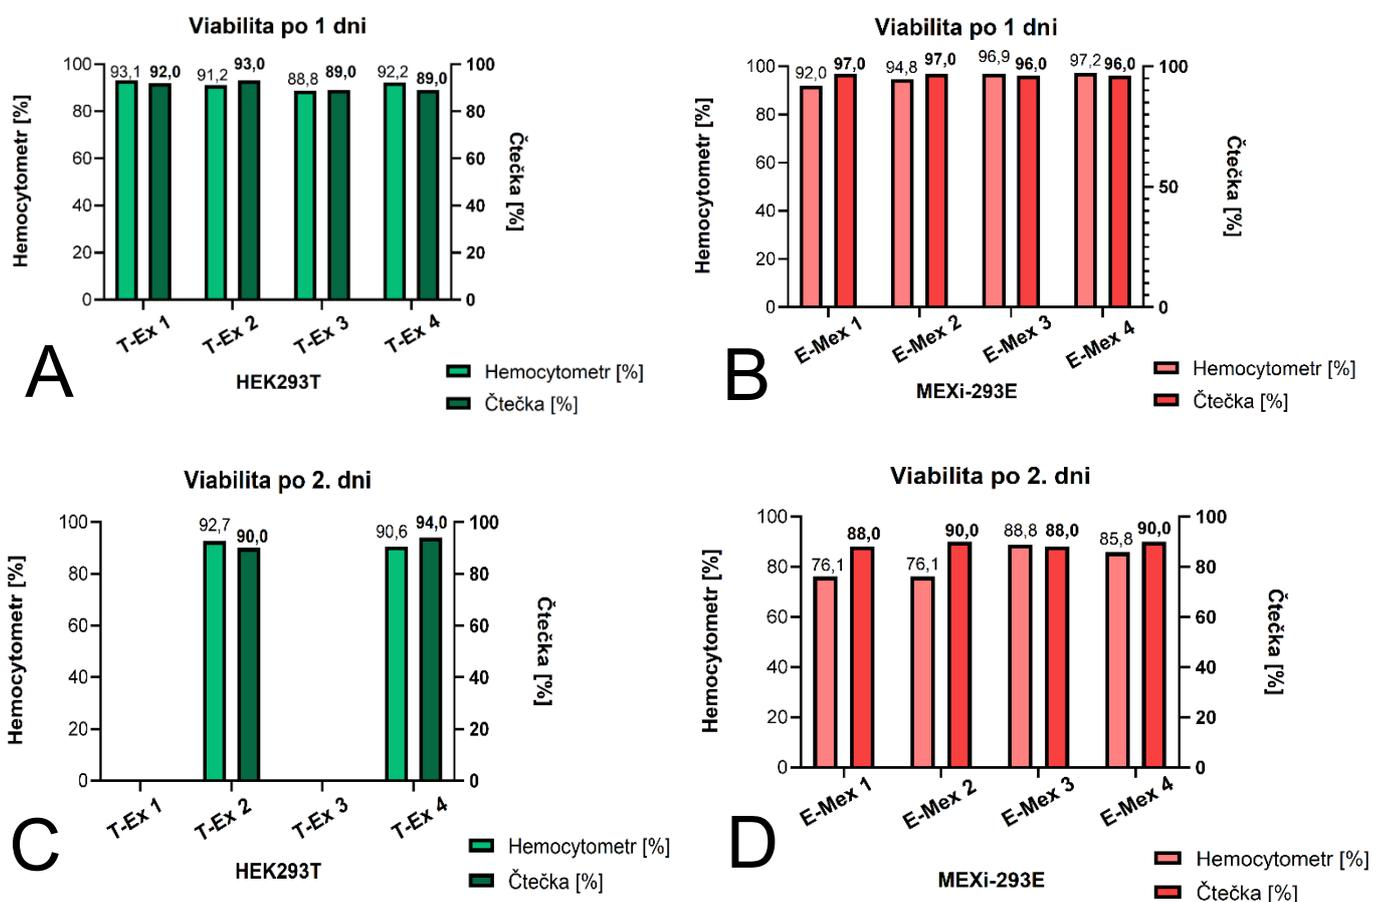 Viabilita po 1 dni
Hemocytometr [%]
100
80
60
40
20
0
93,1 92,0 91,2 93,0 88,8 89,0 92,2 89,0
100
80
60
40
20
0
Čtečka [%]
T-Ex 1 T-Ex 2 T-Ex 3 T-Ex 4
HEK293T
A
Hemocytometr [%]
Čtečka [%]
Viabilita po 1 dni
Hemocytometr [%]
100
80
60
40
20
0
92,0 97,0 94,8 97,0 96,9 96,0 97,2 96,0
100
50
0
Čtečka [%]
E-Mex 1 E-Mex 2 E-Mex 3 E-Mex 4
MEXi-293E
B
Hemocytometr [%]
Čtečka [%]
Viabilita po 2. dni
Hemocytometr [%]
100
80
60
40
20
0
92,7 90,0 90,6 94,0
100
80
60
40
20
0
Čtečka [%]
T-Ex 1 T-Ex 2 T-Ex 3 T-Ex 4
HEK293T
C
Hemocytometr [%]
Čtečka [%]
Viabilita po 2. dni
Hemocytometr [%]
100
80
60
40
20
0
76,1 88,0 76,1 90,0 88,8 88,0 85,8 90,0
100
80
60
40
20
0
Čtečka [%]
E-Mex 1 E-Mex 2 E-Mex 3 E-Mex 4
MEXi-293E
D
Hemocytometr [%]
Čtečka [%]